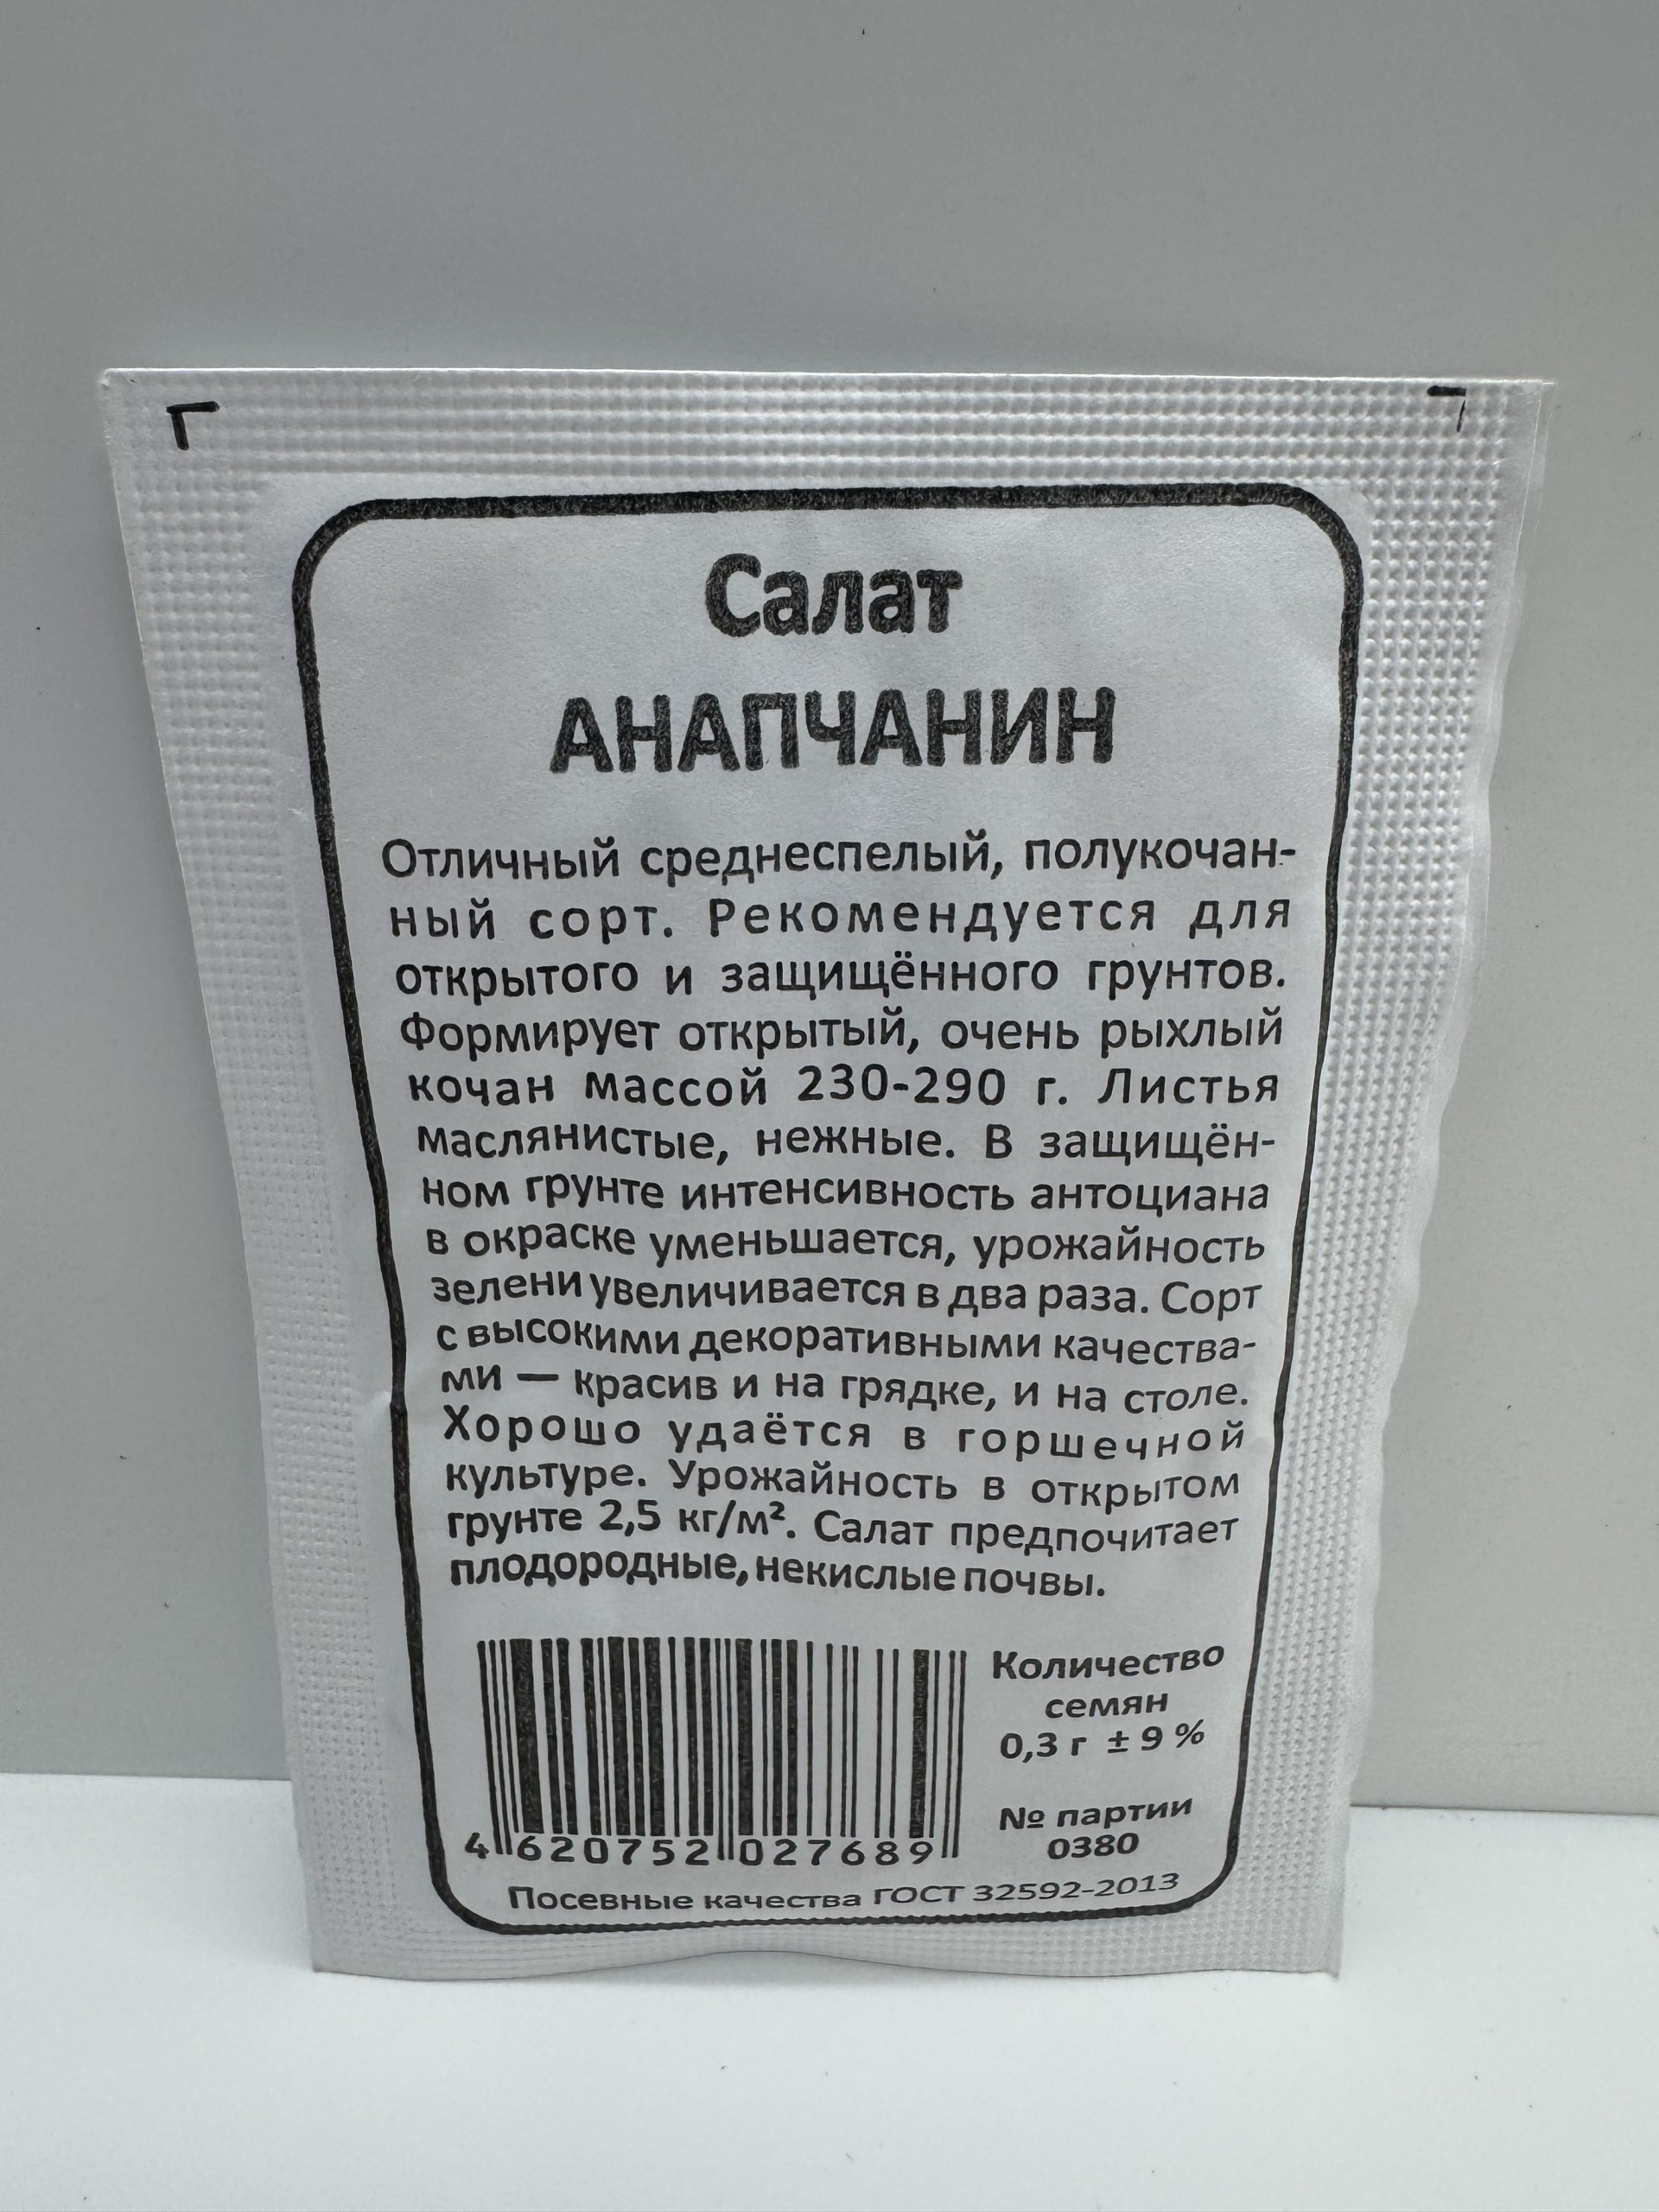 Салат
АНАПЧАНИН
Отличный среднеспелый, полукочан-
ный сорт. Рекомендуется для
открытого и защищённого грунтов.
Формирует открытый, очень рыхлый
кочан массой 230-290 г. Листья
маслянистые, нежные. В защищён-
ном грунте интенсивность антоциана
в окраске уменьшается, урожайность
зелени увеличивается в два раза. Сорт
с высокими декоративными качества-
ми — красив и на грядке, и на столе.
Хорошо удаётся в горшечной
культуре. Урожайность в открытом
грунте 2,5 кг/м². Салат предпочитает
плодородные, некислые почвы.
Количество
семян
0,3 г ± 9 %
№ партии
0380
4 620752 027689
Посевные качества ГОСТ 32592-2013